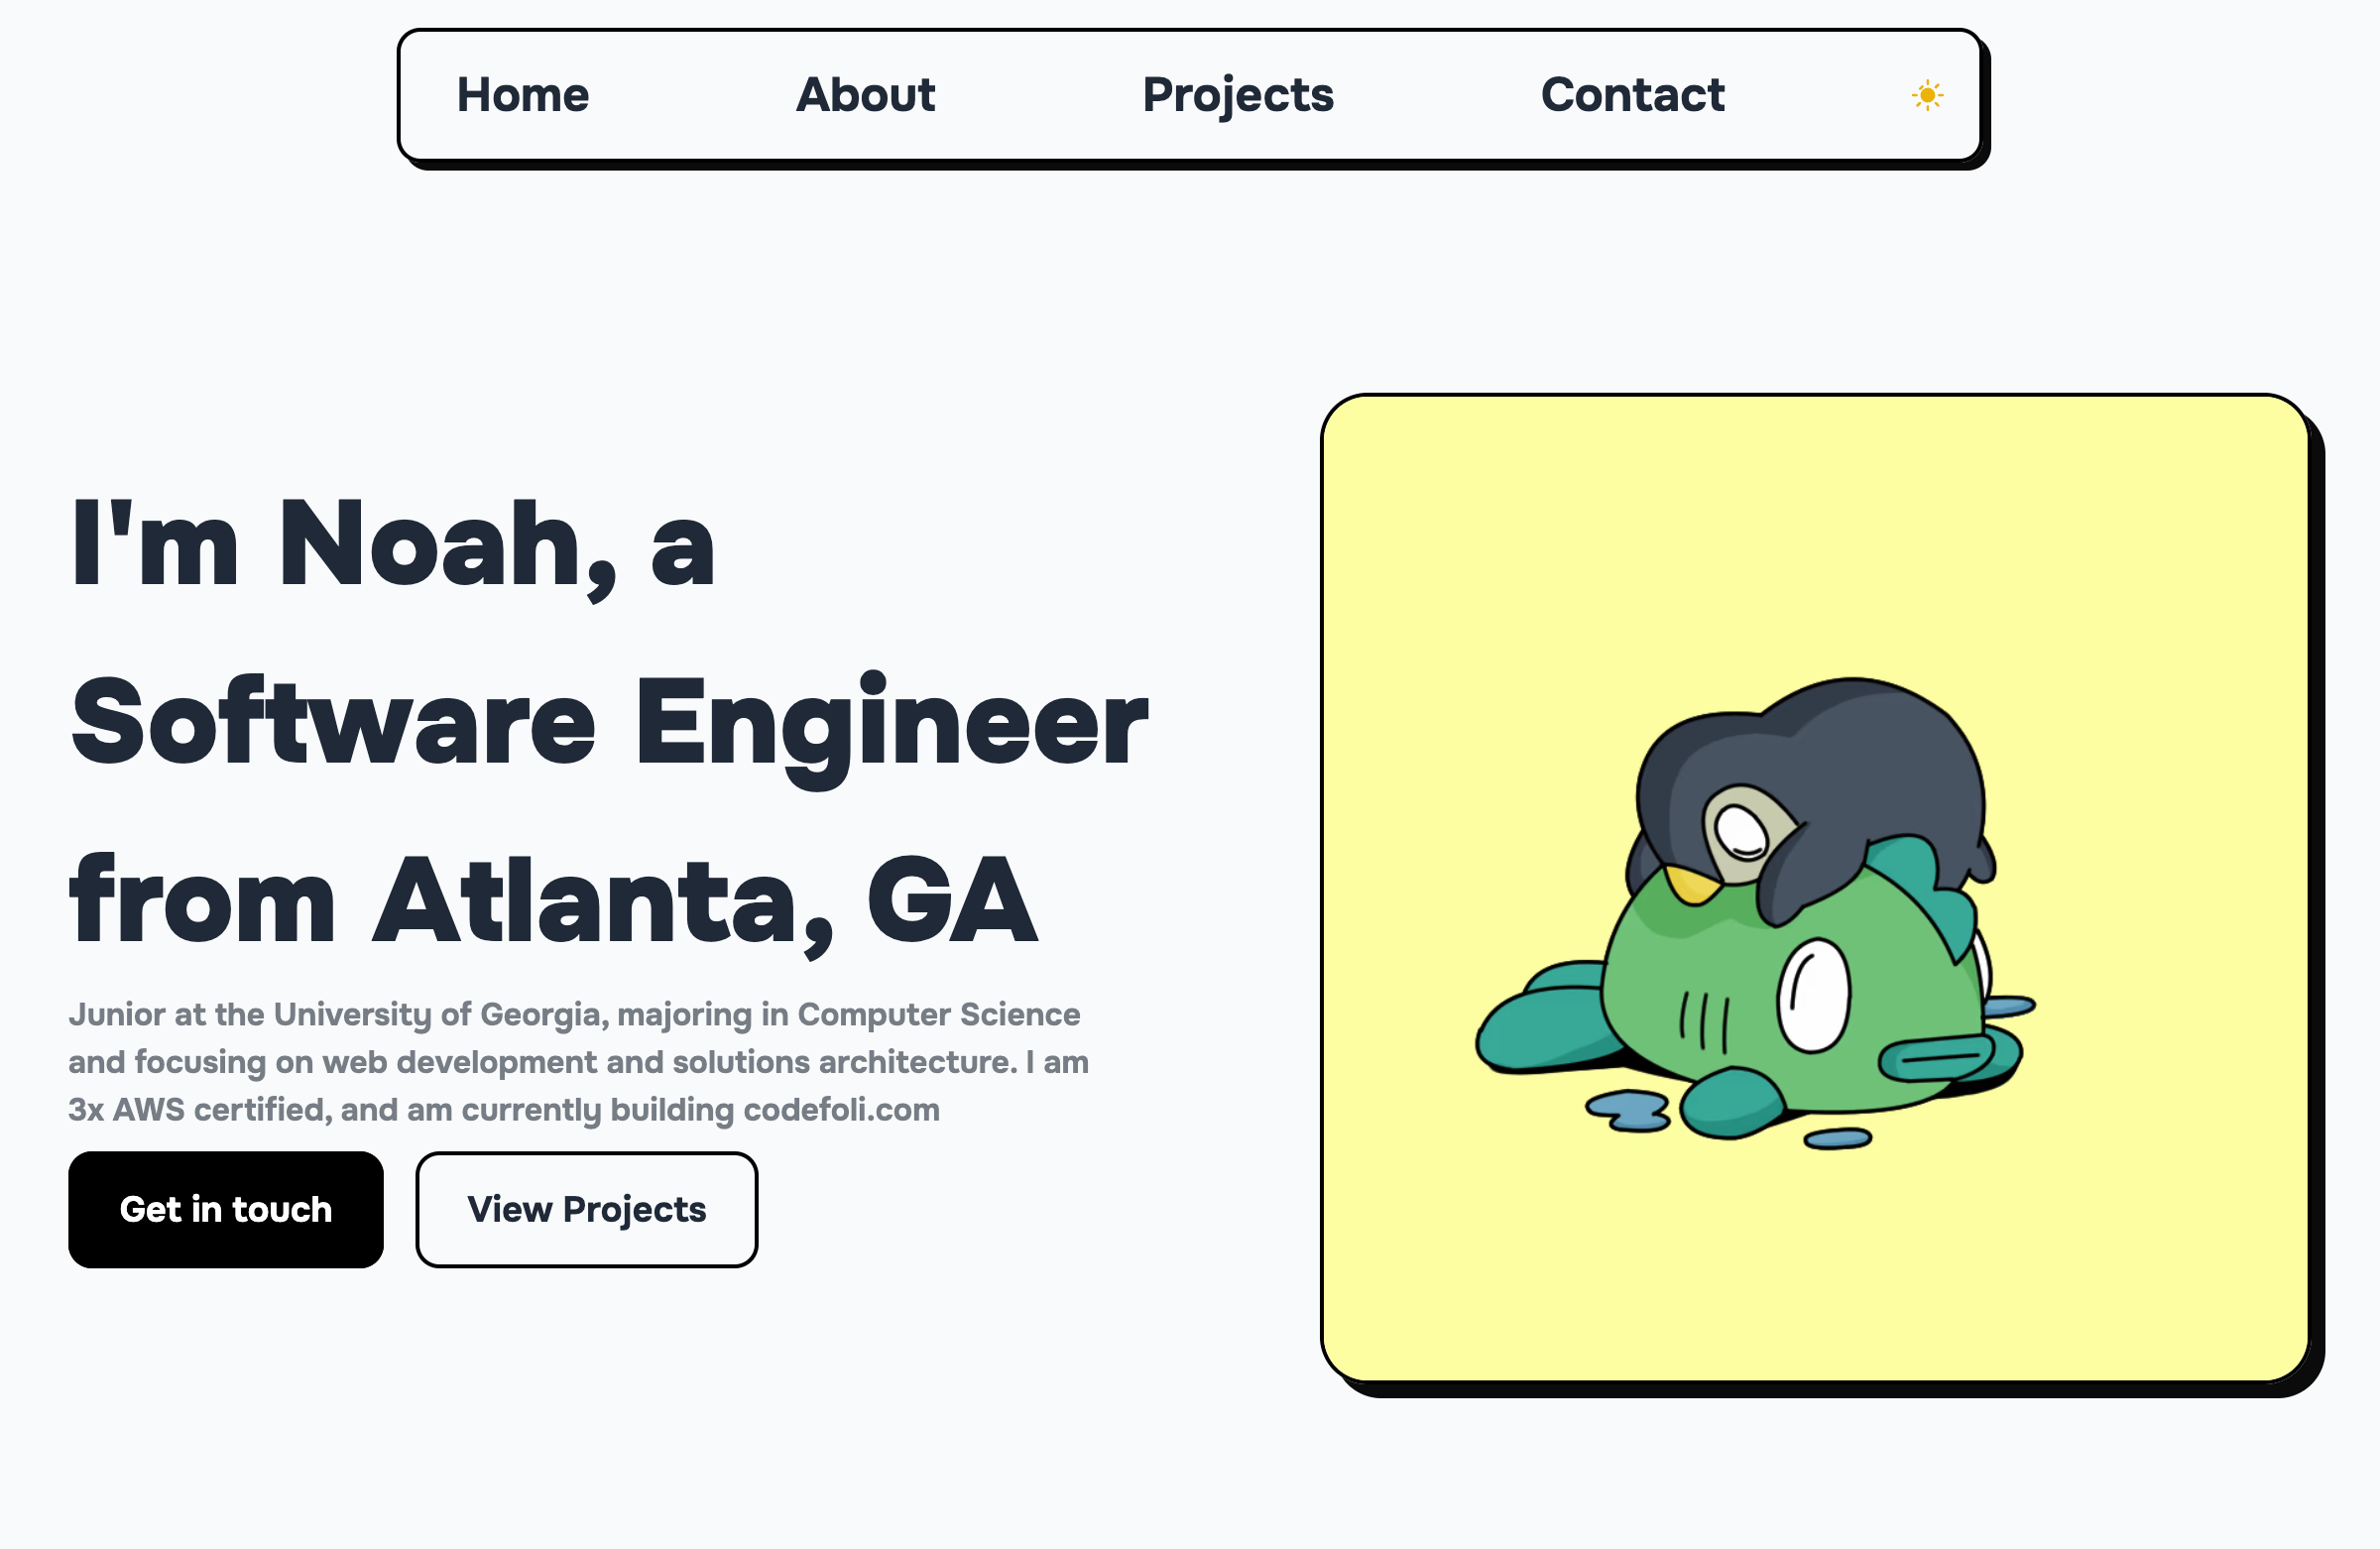 Home About Projects Contact
I'm Noah, a
Software Engineer
from Atlanta, GA
Junior at the University of Georgia, majoring in Computer Science
and focusing on web development and solutions architecture. I am
3x AWS certified, and am currently building codefoli.com
Get in touch View Projects